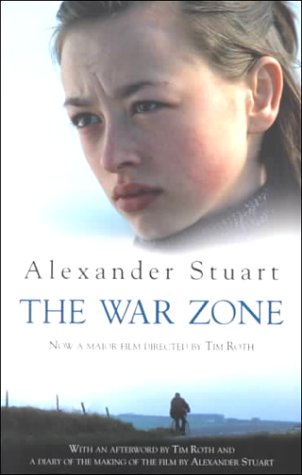 Alexander Stuart
THE WAR ZONE
NOW A MAJOR FILM DIRECTED BY TIM ROTH
WITH AN AFTERWORD BY TIM ROTH AND
A DIARY OF THE MAKING OF THE FILM BY ALEXANDER STUART